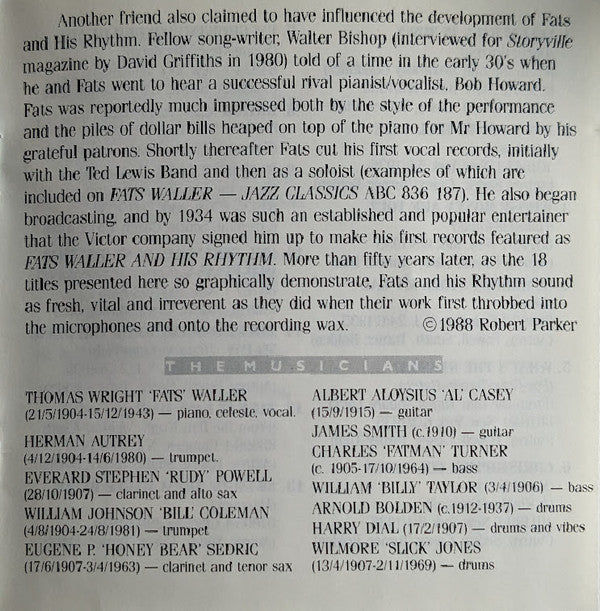 Another friend also claimed to have influenced the development of Fats
and His Rhythm. Fellow song-writer, Walter Bishop (interviewed for Storyville
magazine by David Griffiths in 1980) told of a time in the early 30's when
he and Fats went to hear a successful rival pianist/vocalist, Bob Howard.
Fats was reportedly much impressed both by the style of the performance
and the piles of dollar bills heaped on top of the piano for Mr Howard by his
grateful patrons. Shortly thereafter Fats cut his first vocal records, initially
with the Ted Lewis Band and then as a soloist (examples of which are
included on FATS WALLER — JAZZ CLASSICS ABC 836 187). He also began
broadcasting, and by 1934 was such an established and popular entertainer
that the Victor company signed him up to make his first records featured as
FATS WALLER AND HIS RHYTHM. More than fifty years later, as the 18
titles presented here so graphically demonstrate, Fats and his Rhythm sound
as fresh, vital and irreverent as they did when their work first throbbed into
the microphones and onto the recording wax. ©1988 Robert Parker
THE MUSICIANS
THOMAS WRIGHT 'FATS' WALLER
(21/5/1904-15/12/1943) — piano, celeste, vocal.
HERMAN AUTREY
(4/12/1904-14/6/1980) — trumpet.
EVERARD STEPHEN 'RUDY' POWELL
(28/10/1907) — clarinet and alto sax
WILLIAM JOHNSON 'BILL' COLEMAN
(4/8/1904-24/8/1981) — trumpet
EUGENE P. 'HONEY BEAR' SEDRIC
(17/6/1907-3/4/1963) — clarinet and tenor sax
ALBERT ALOYSIUS 'AL' CASEY
(15/9/1915) — guitar
JAMES SMITH (c.1910) — guitar
CHARLES 'FATMAN' TURNER
(c. 1905-17/10/1964) — bass
WILLIAM 'BILLY' TAYLOR (3/4/1906) — bass
ARNOLD BOLDEN (c.1912-1937) — drums
HARRY DIAL (17/2/1907) — drums and vibes
WILMORE 'SLICK' JONES
(13/4/1907-2/11/1969) — drums